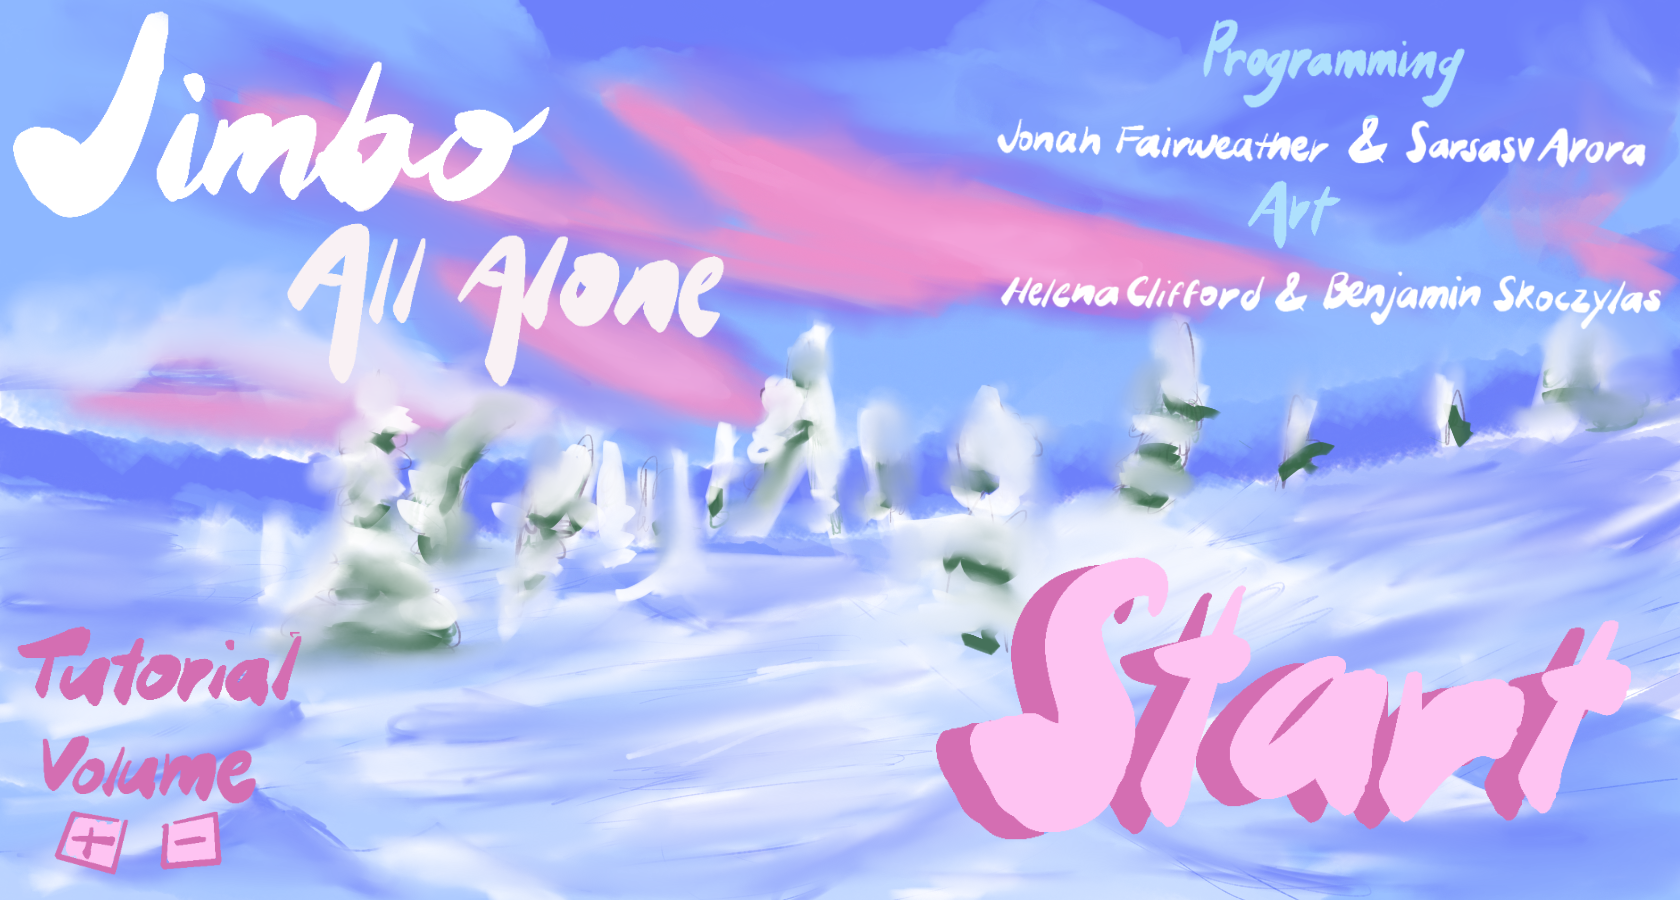 Jimbo
All Alone
Programming
Jonah Fairweather & Sarsasv Arora
Art
Helena Clifford & Benjamin Skoczylas
Tutorial
Volume
+ -
Start